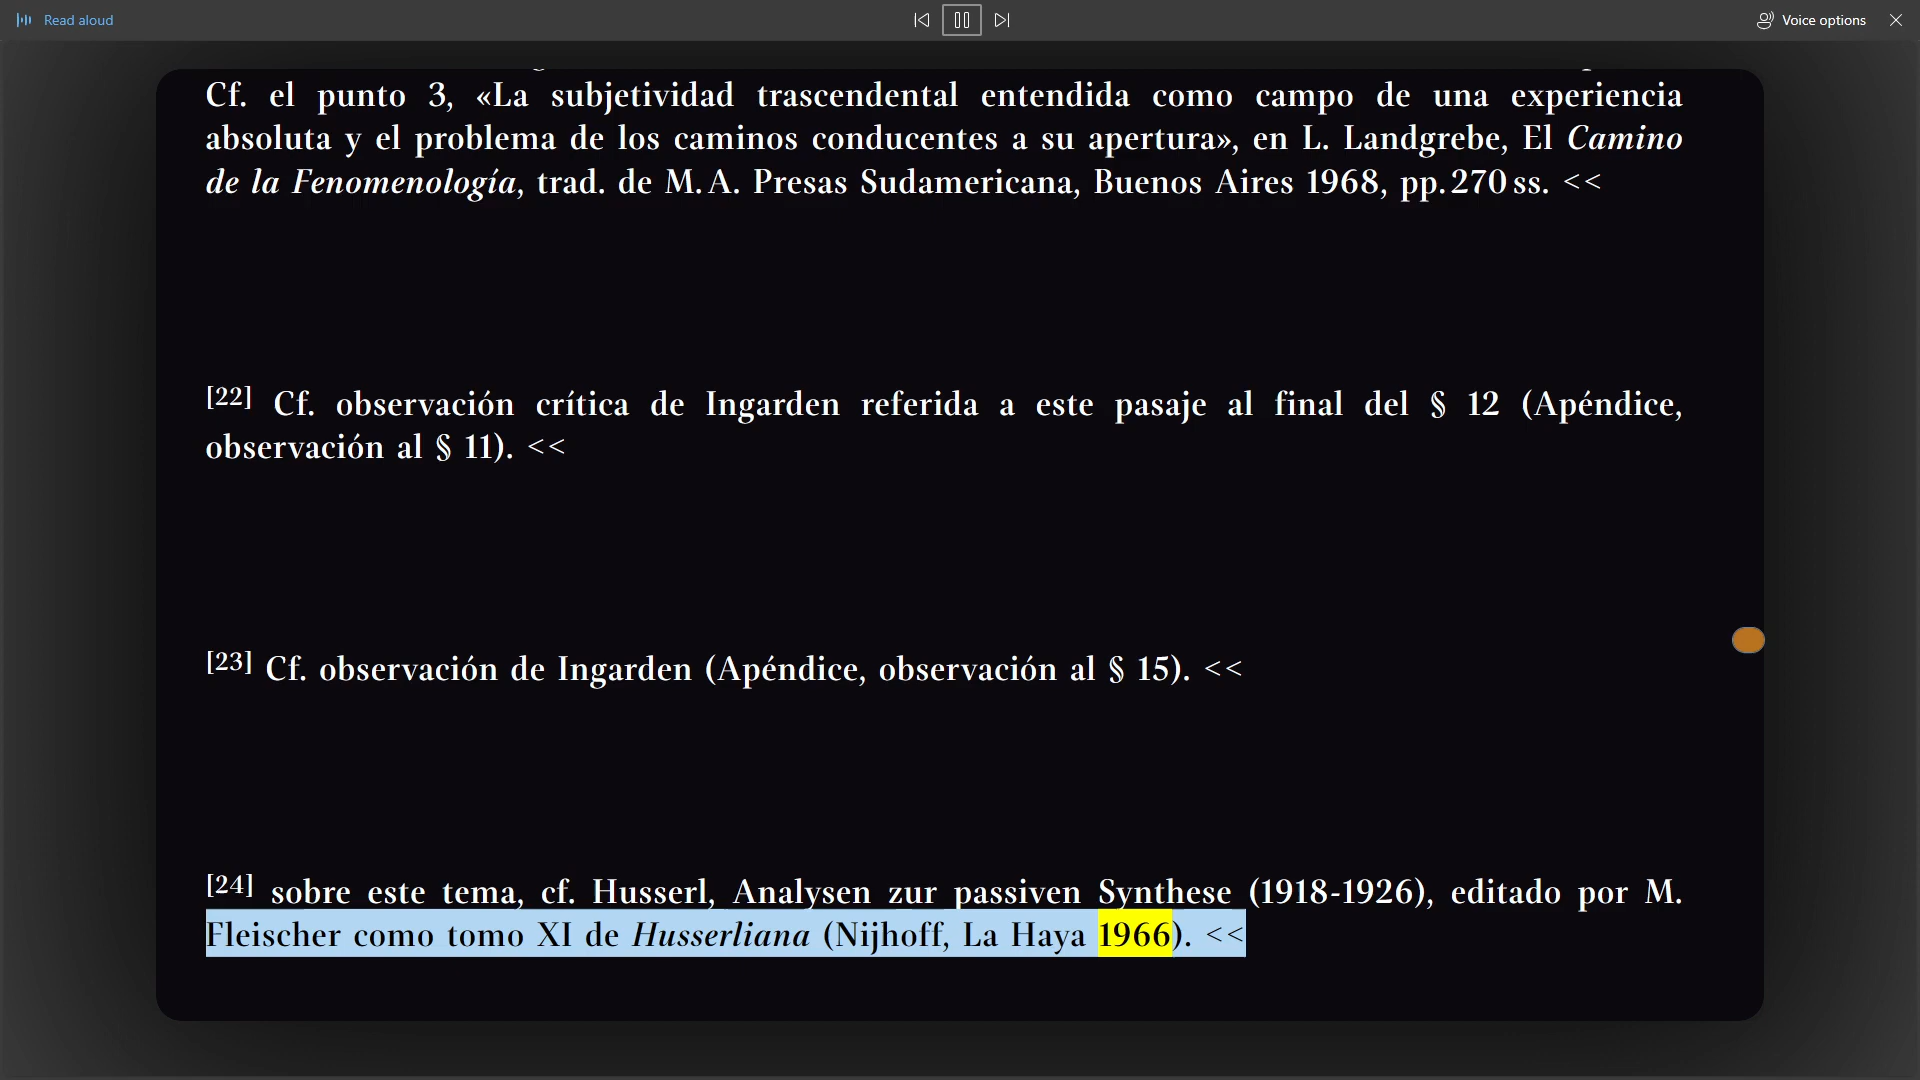 Read aloud
Voice options
Cf. el punto 3, «La subjetividad trascendental entendida como campo de una experiencia
absoluta y el problema de los caminos conducentes a su apertura», en L. Landgrebe, El Camino
de la Fenomenología, trad. de M. A. Presas Sudamericana, Buenos Aires 1968, pp. 270 ss. <<
[22] Cf. observación crítica de Ingarden referida a este pasaje al final del § 12 (Apéndice,
observación al § 11). <<
[23] Cf. observación de Ingarden (Apéndice, observación al § 15). <<
[24] sobre este tema, cf. Husserl, Analysen zur passiven Synthese (1918-1926), editado por M.
Fleischer como tomo XI de Husserliana (Nijhoff, La Haya 1966). <<